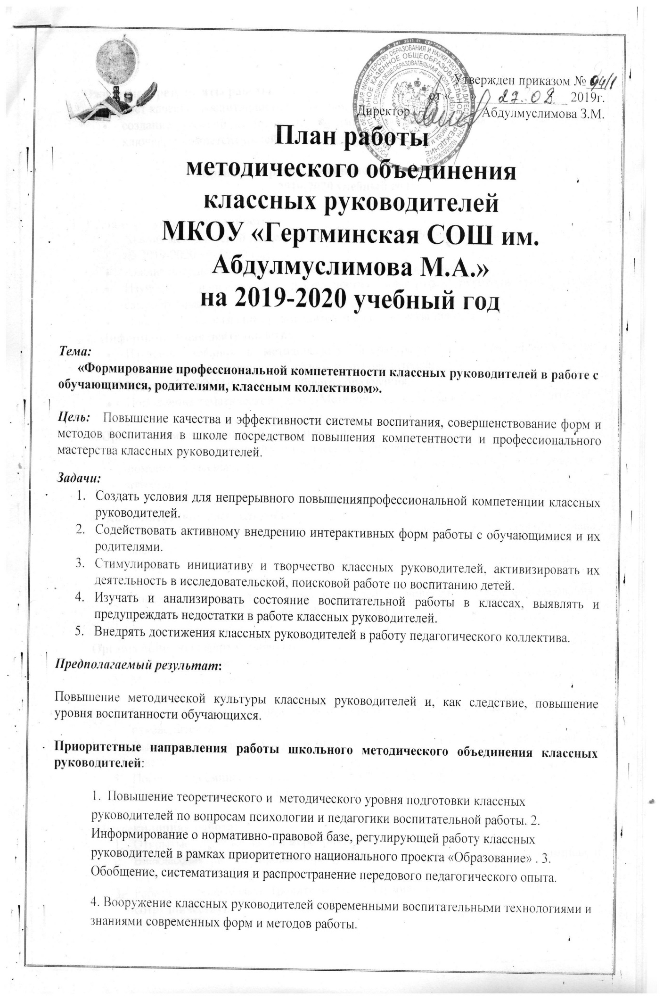 Утвержден приказом № 94/1
от «___» 27.08 2019г.
Директор Абдулмуслимова З.М.
План работы
методического объединения
классных руководителей
МКОУ «Гертминская СОШ им.
Абдулмуслимова М.А.»
на 2019-2020 учебный год
Тема:
«Формирование профессиональной компетентности классных руководителей в работе с
обучающимися, родителями, классным коллективом».
Цель: Повышение качества и эффективности системы воспитания, совершенствование форм и
методов воспитания в школе посредством повышения компетентности и профессионального
мастерства классных руководителей.
Задачи:
1. Создать условия для непрерывного повышенияпрофессиональной компетенции классных
руководителей.
2. Содействовать активному внедрению интерактивных форм работы с обучающимися и их
родителями.
3. Стимулировать инициативу и творчество классных руководителей, активизировать их
деятельность в исследовательской, поисковой работе по воспитанию детей.
4. Изучать и анализировать состояние воспитательной работы в классах, выявлять и
предупреждать недостатки в работе классных руководителей.
5. Внедрять достижения классных руководителей в работу педагогического коллектива.
Предполагаемый результат:
Повышение методической культуры классных руководителей и, как следствие, повышение
уровня воспитанности обучающихся.
Приоритетные направления работы школьного методического объединения классных
руководителей:
1. Повышение теоретического и методического уровня подготовки классных
руководителей по вопросам психологии и педагогики воспитательной работы. 2.
Информирование о нормативно-правовой базе, регулирующей работу классных
руководителей в рамках приоритетного национального проекта «Образование» . 3.
Обобщение, систематизация и распространение передового педагогического опыта.
4. Вооружение классных руководителей современными воспитательными технологиями и
знаниями современных форм и методов работы.